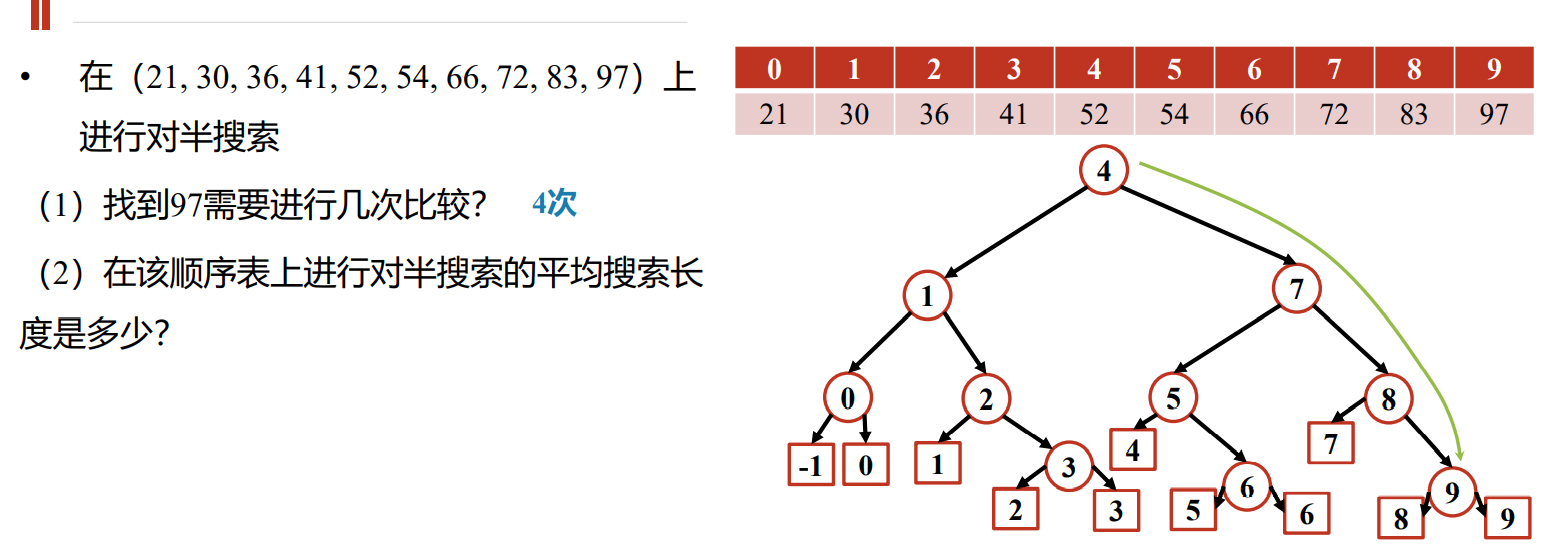 • 在（21, 30, 36, 41, 52, 54, 66, 72, 83, 97）上
进行对半搜索
（1）找到97需要进行几次比较？ 4次
（2）在该顺序表上进行对半搜索的平均搜索长
度是多少？
0 1 2 3 4 5 6 7 8 9
21 30 36 41 52 54 66 72 83 97
4
1 7
0 2 5 8
-1 0 1 3 4 6 7 9
2 3 5 6 8 9